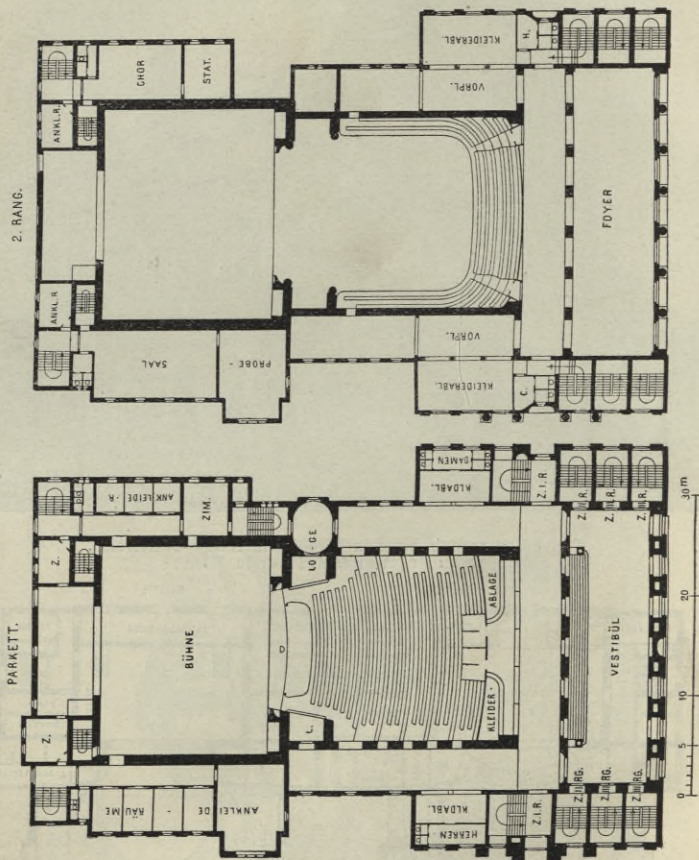 2. RANG.
ANKL.R.
CHOR
STAT.
KLEIDERABL.
H.
VORPL.
FOYER
ANKL.R
SAAL
PROBE -
VORPL.
KLEIDERABL.
C.
PARKETT.
Z.
ANKLEIDE
- R.
ZIM.
LO - GE
KLDABL.
DAMEN
Z. I. R.
Z. R.
Z. R.
Z. R.
BÜHNE
ABLAGE
KLEIDER -
VESTIBÜL
Z.
L.
ANKLEIDE
-
RÄUME
HERREN
KLDABL.
Z.I.R.
Z. RG.
Z. RG.
Z. RG.
0
5
10
20
30 m